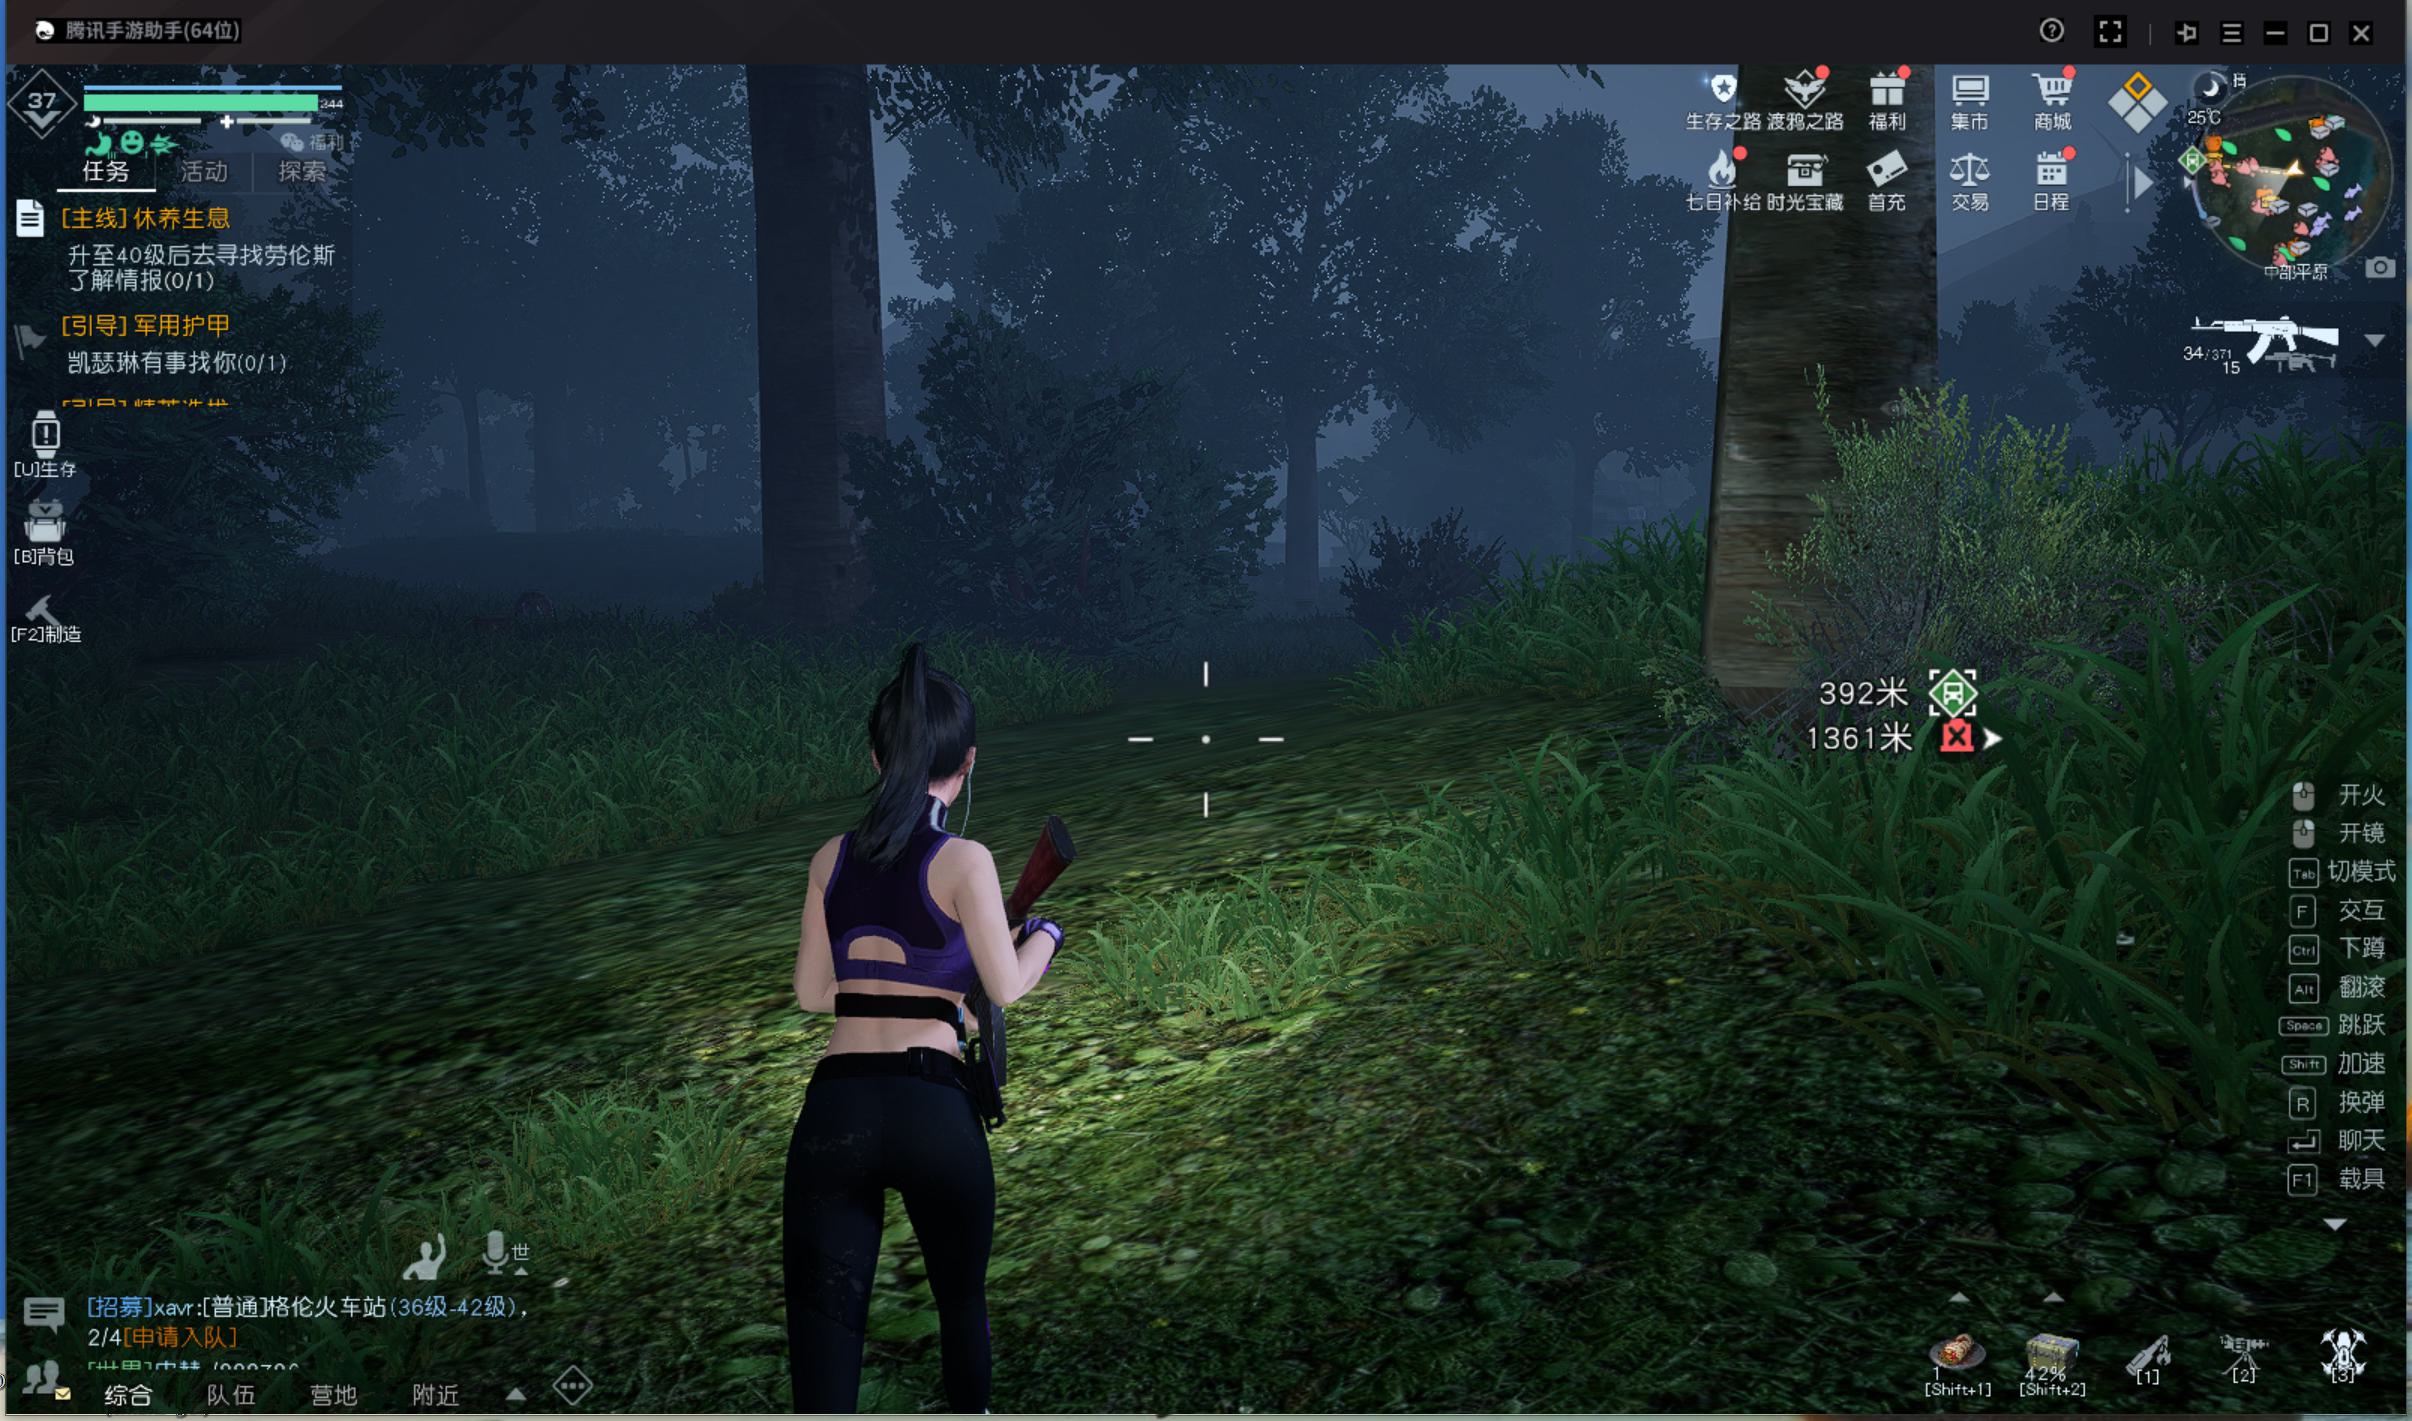 腾讯手游助手(64位)
37
344
福利
任务 活动 探索
[主线] 休养生息
升至40级后去寻找劳伦斯
了解情报(0/1)
[引导] 军用护甲
凯瑟琳有事找你(0/1)
[U]生存
[B]背包
[F2]制造
生存之路 渡鸦之路 福利 集市 商城
七日补给 时光宝藏 首充 交易 日程
25℃
中部平原
34/371
15
392米
1361米
开火
开镜
Tab 切模式
F 交互
Ctrl 下蹲
Alt 翻滚
Space 跳跃
Shift 加速
R 换弹
聊天
F1 载具
世
[招募]xavr:[普通]格伦火车站(36级-42级),
2/4[申请入队]
综合 队伍 营地 附近
1 42%
[Shift+1] [Shift+2] [1] [2] [3]